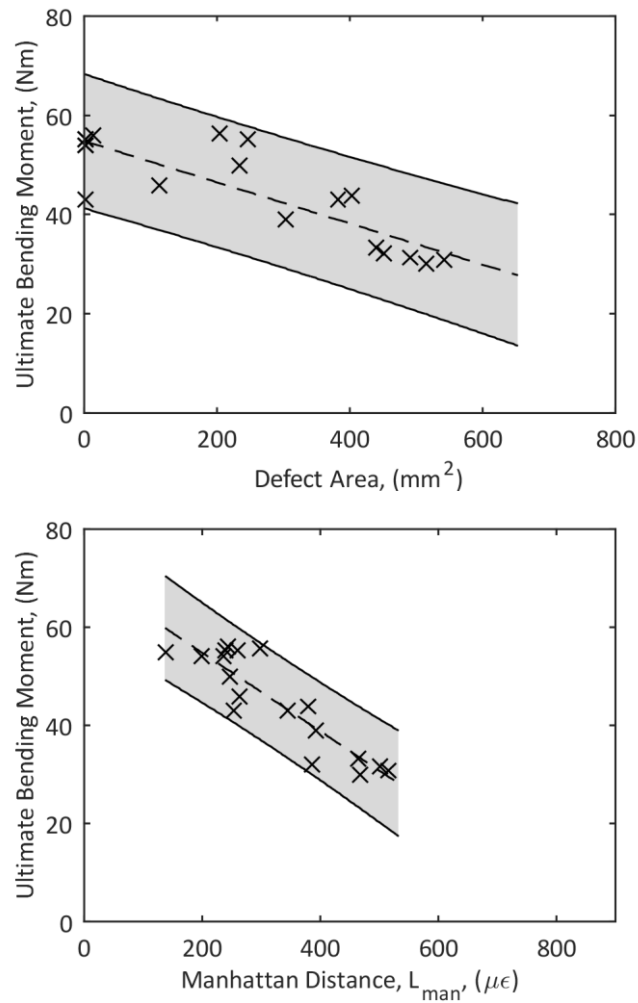 80
60
40
20
0
Ultimate Bending Moment, (Nm)
0 200 400 600 800
Defect Area, (mm²)
80
60
40
20
0
Ultimate Bending Moment, (Nm)
0 200 400 600 800
Manhattan Distance, Lman, (με)